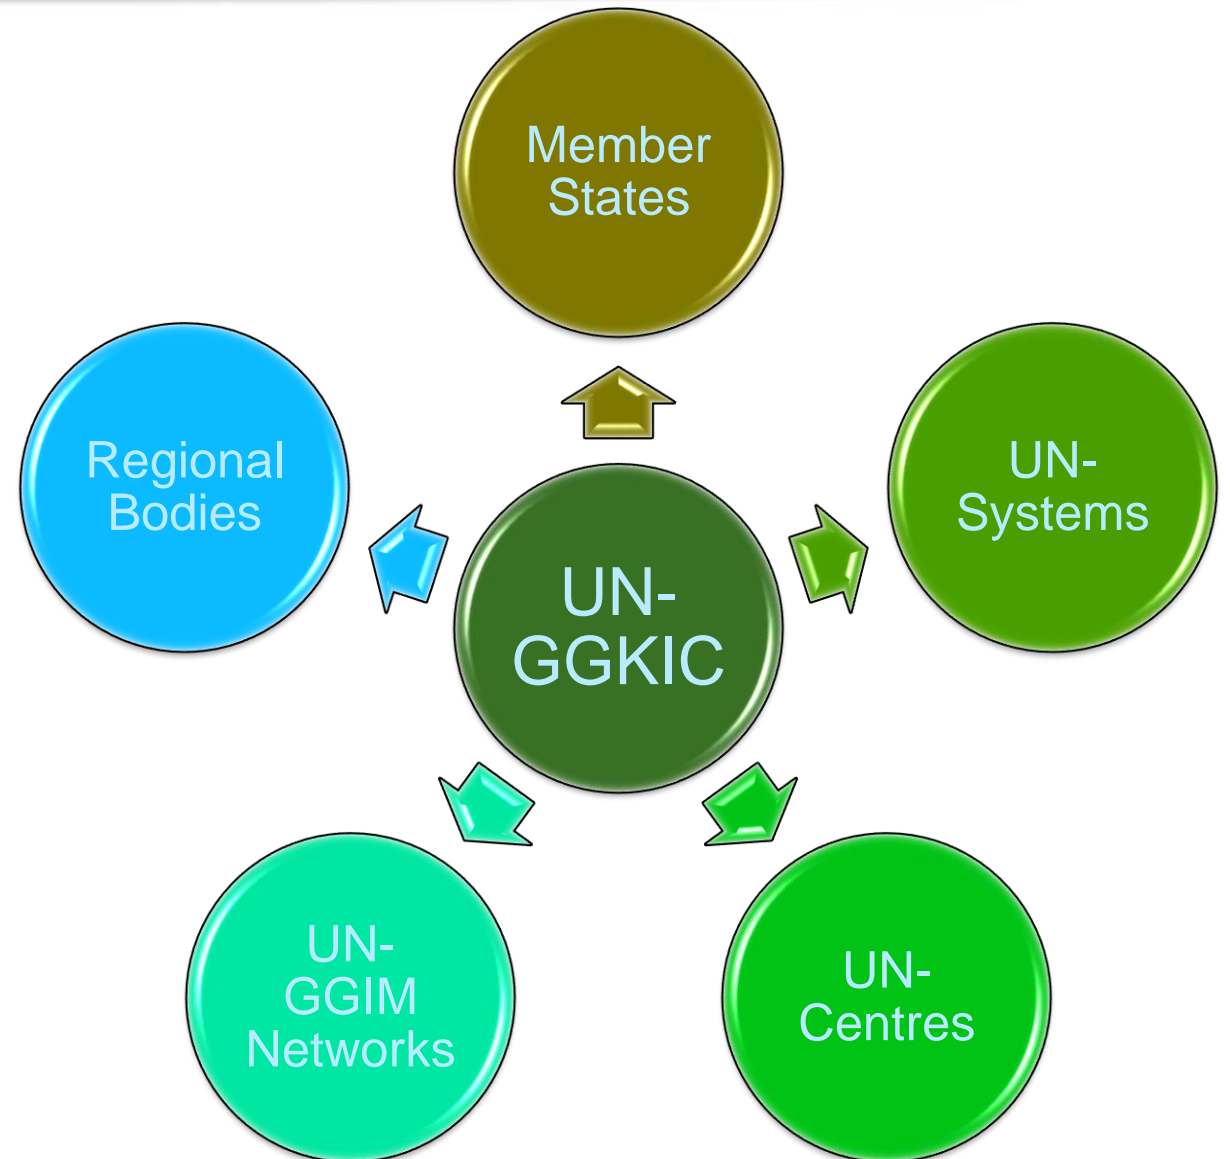 Member
States
Regional
Bodies
UN-
Systems
UN-
GGKIC
UN-
GGIM
Networks
UN-
Centres